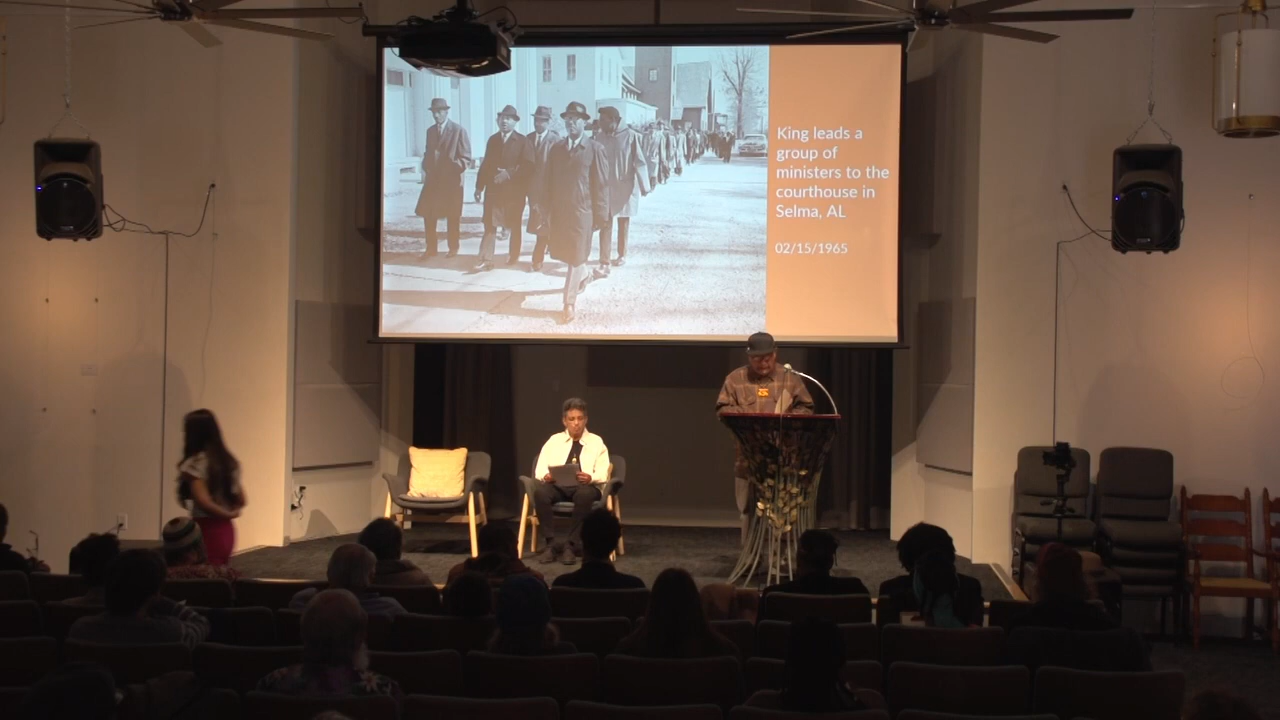 King leads a
group of
ministers to the
courthouse in
Selma, AL
02/15/1965